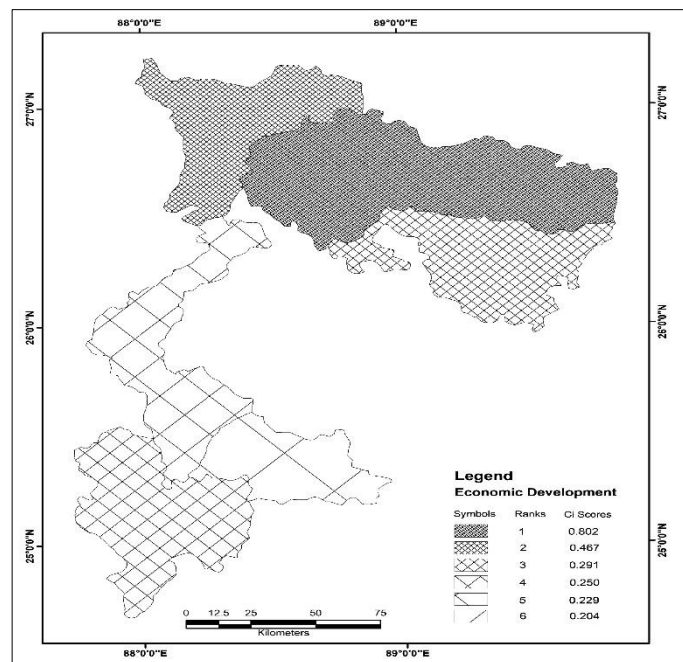 88°0'0"E 89°0'0"E
27°0'0"N 27°0'0"N
26°0'0"N 26°0'0"N
25°0'0"N 25°0'0"N
Legend
Economic Development
Symbols Ranks Ci Scores
1 0.802
2 0.467
3 0.291
4 0.250
5 0.229
6 0.204
0 12.5 25 50 75
Kilometers
88°0'0"E 89°0'0"E